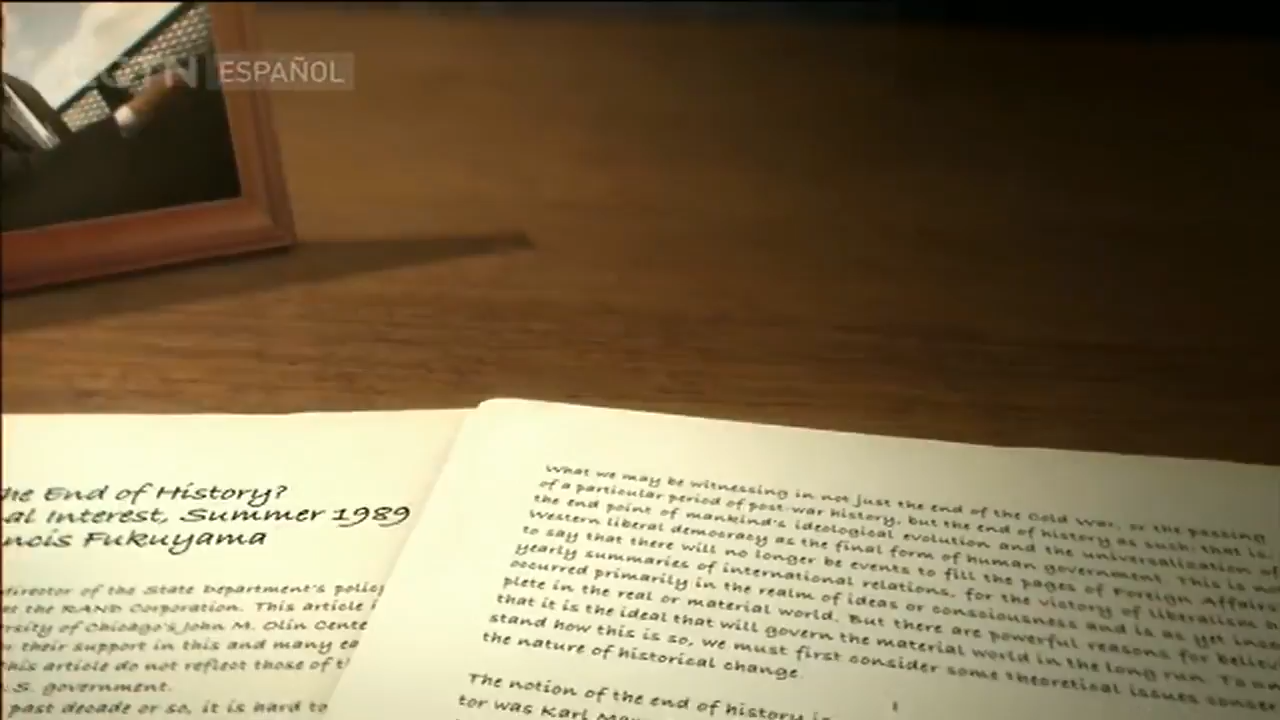 CGTN ESPAÑOL
he End of History?
al Interest, Summer 1989
ncis Fukuyama
director of the State Department's policy
at the RAND Corporation. This article i
rsity of Chicago's John M. Olin Cente
their support in this and many ea
this article do not reflect those of t
.S. government.
past decade or so, it is hard to
What we may be witnessing in not just the end of the Cold War, or the passing
of a particular period of post-war history, but the end of history as such: that is,
the end point of mankind's ideological evolution and the universalization of
Western liberal democracy as the final form of human government. This is no
to say that there will no longer be events to fill the pages of Foreign Affairs
yearly summaries of international relations, for the victory of liberalism
occurred primarily in the realm of ideas or consciousness and is as yet incom
plete in the real or material world. But there are powerful reasons for believ
that it is the ideal that will govern the material world in the long run. To un
stand how this is so, we must first consider some theoretical issues conce
the nature of historical change.
The notion of the end of history is
tor was Karl Mar